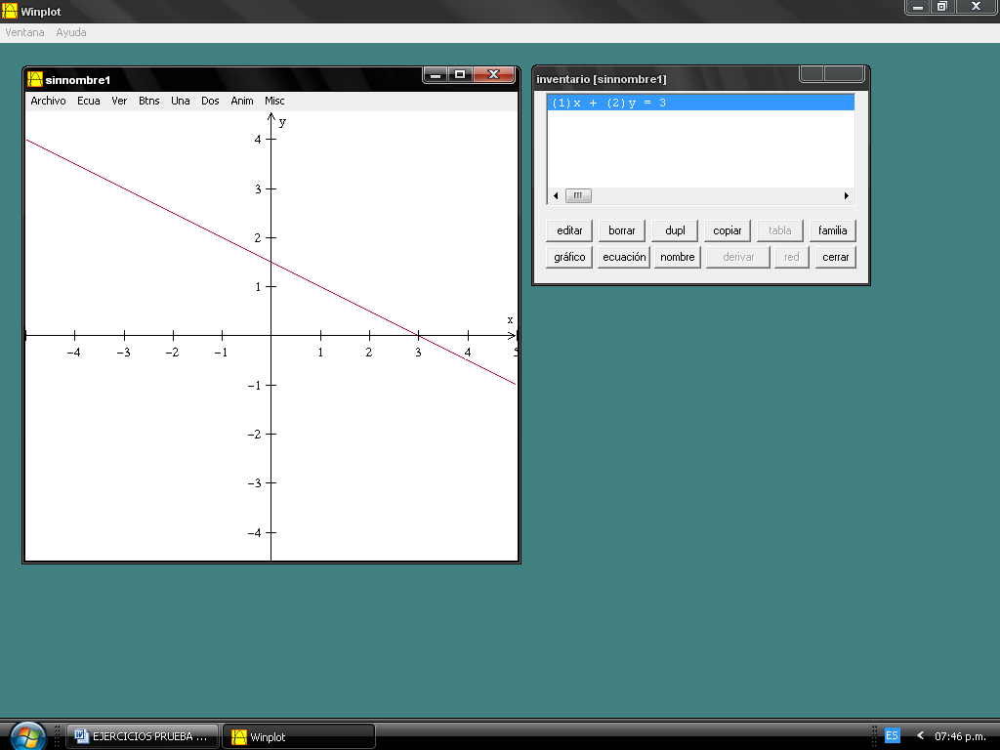 Winplot
Ventana Ayuda
sinnombre1
Archivo Ecua Ver Btns Una Dos Anim Misc
y
4
3
2
1
x
-4 -3 -2 -1 1 2 3 4 5
-1
-2
-3
-4
inventario [sinnombre1]
(1)x + (2)y = 3
editar borrar dupl copiar tabla familia
gráfico ecuación nombre derivar red cerrar
EJERCICIOS PRUEBA ... Winplot ES < 07:46 p.m.